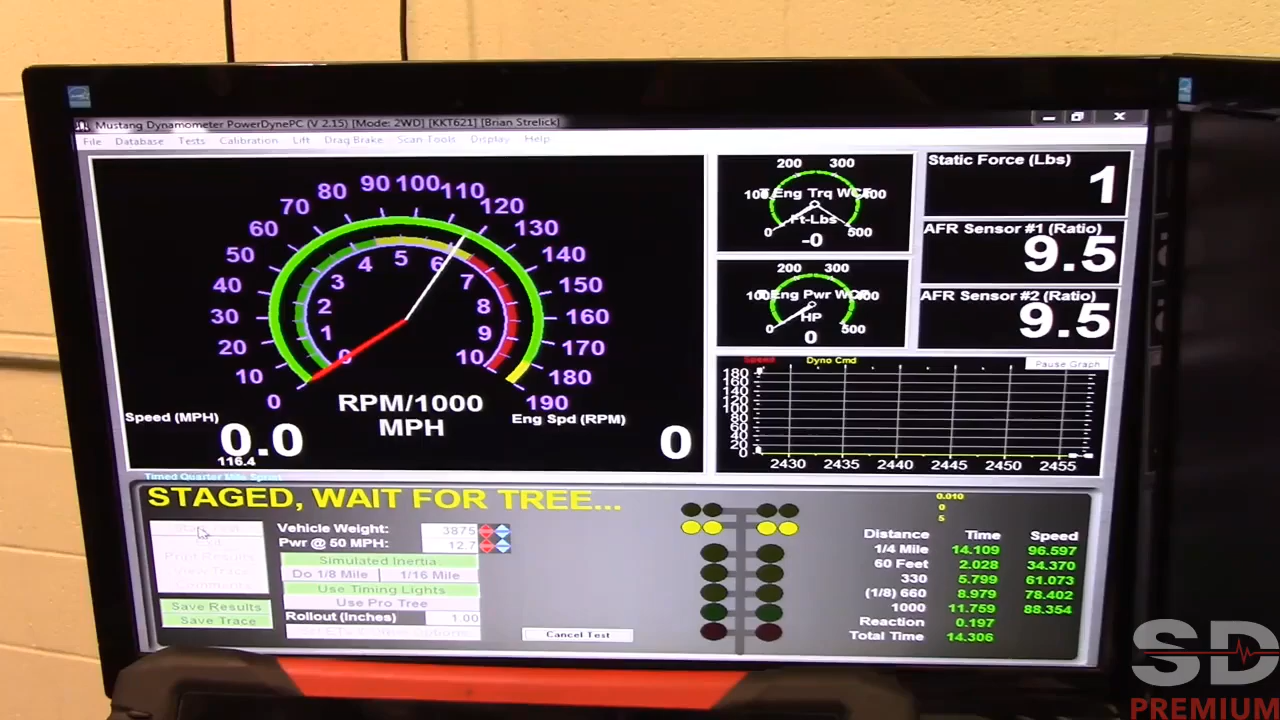 Mustang Dynamometer PowerDynePC (V 2.15) [Mode: 2WD] [KKT621] [Brian Strelick]
File Database Tests Calibration Lift Drag Brake Scan Tools Display Help
0 10 20 30 40 50 60 70 80 90 100 110 120 130 140 150 160 170 180 190
0 1 2 3 4 5 6 7 8 9 10
RPM/1000
MPH
Speed (MPH)
0.0
116.4
Eng Spd (RPM)
0
200 300
Eng Trq
Ft-Lbs
0 500
-0
200 300
Eng Pwr
HP
0 500
0
Static Force (Lbs)
1
AFR Sensor #1 (Ratio)
9.5
AFR Sensor #2 (Ratio)
9.5
Speed Dyno Cmd Pause Graph
180
160
140
120
100
80
60
40
20
0
2430 2435 2440 2445 2450 2455
Timed Quarter Mile
STAGED, WAIT FOR TREE...
Print Results
Save Results
Save Trace
Vehicle Weight: 3875
Pwr @ 50 MPH: 12.7
Simulated Inertia
Do 1/8 Mile 1/16 Mile
Use Timing Lights
Use Pro Tree
Rollout (Inches) 1.00
Cancel Test
0.010
0
5
Distance Time Speed
1/4 Mile 14.109 96.597
60 Feet 2.028 34.370
330 5.799 61.073
(1/8) 660 8.979 78.402
1000 11.759 88.354
Reaction 0.197
Total Time 14.306
SD
PREMIUM